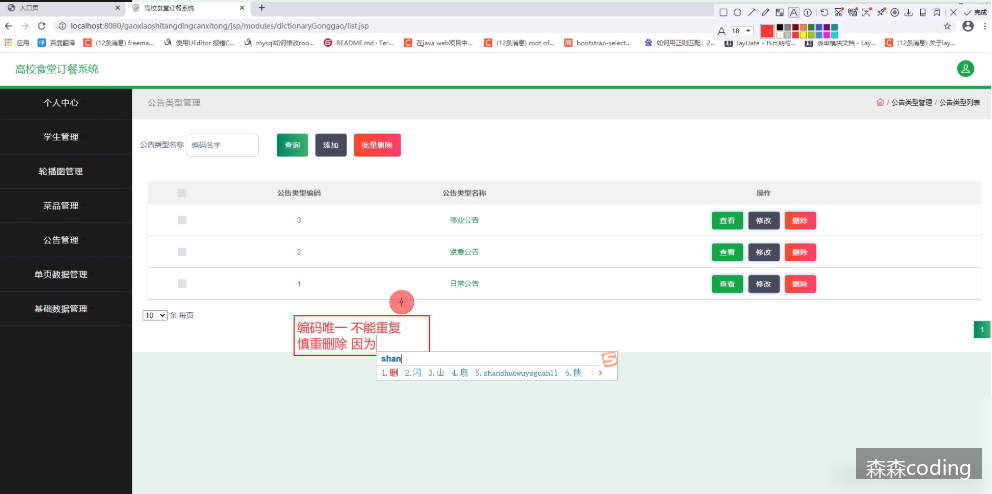 入口页
高校食堂订餐系统
localhost:8080/gaoxiaoshitangdingcanxitong/jsp/modules/dictionaryGonggao/list.jsp
18
完成
应用
百度翻译
(12条消息) freema...
使用UEditor 报错C...
mysql如何修改roo...
README.md · Ter...
在java web项目中...
(12条消息) root of...
bootstrap-select...
如何用正则匹配：2...
layDate - JS日期与...
表单模块文档 - Lay...
(12条消息) 关于lay...
高校食堂订餐系统
个人中心
学生管理
轮播图管理
菜品管理
公告管理
单页数据管理
基础数据管理
公告类型管理
/ 公告类型管理 / 公告类型列表
公告类型名称 编码名字 查询 添加 批量删除
公告类型编码 公告类型名称 操作
3 停业公告 查看 修改 删除
2 紧急公告 查看 修改 删除
1 日常公告 查看 修改 删除
10 条 每页
1
编码唯一 不能重复
慎重删除 因为
shan
1.删 2.闪 3.山 4.扇 5.shanshuowuyaguanli 6.陕
森森coding